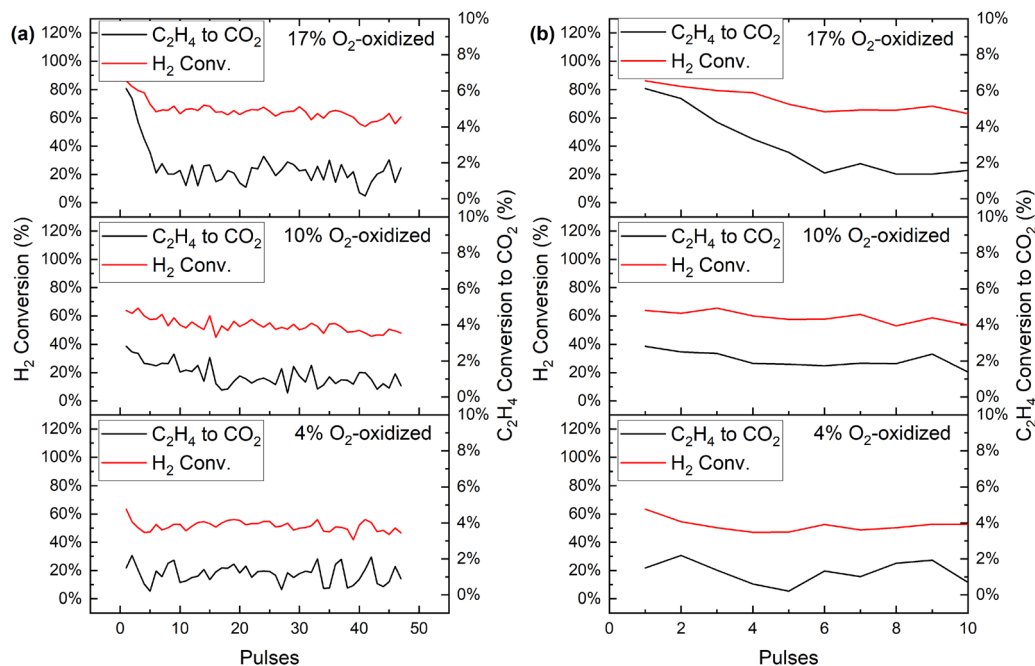 (a)
H₂ Conversion (%)
120%
100%
80%
60%
40%
20%
0%
C₂H₄ to CO₂
H₂ Conv.
17% O₂-oxidized
10%
8%
6%
4%
2%
0%
120%
100%
80%
60%
40%
20%
0%
C₂H₄ to CO₂
H₂ Conv.
10% O₂-oxidized
10%
8%
6%
4%
2%
0%
120%
100%
80%
60%
40%
20%
0%
C₂H₄ to CO₂
H₂ Conv.
4% O₂-oxidized
10%
8%
6%
4%
2%
0%
C₂H₄ Conversion to CO₂ (%)
0 10 20 30 40 50
Pulses
(b)
H₂ Conversion (%)
120%
100%
80%
60%
40%
20%
0%
C₂H₄ to CO₂
H₂ Conv.
17% O₂-oxidized
10%
8%
6%
4%
2%
0%
120%
100%
80%
60%
40%
20%
0%
C₂H₄ to CO₂
H₂ Conv.
10% O₂-oxidized
10%
8%
6%
4%
2%
0%
120%
100%
80%
60%
40%
20%
0%
C₂H₄ to CO₂
H₂ Conv.
4% O₂-oxidized
10%
8%
6%
4%
2%
0%
C₂H₄ Conversion to CO₂ (%)
0 2 4 6 8 10
Pulses